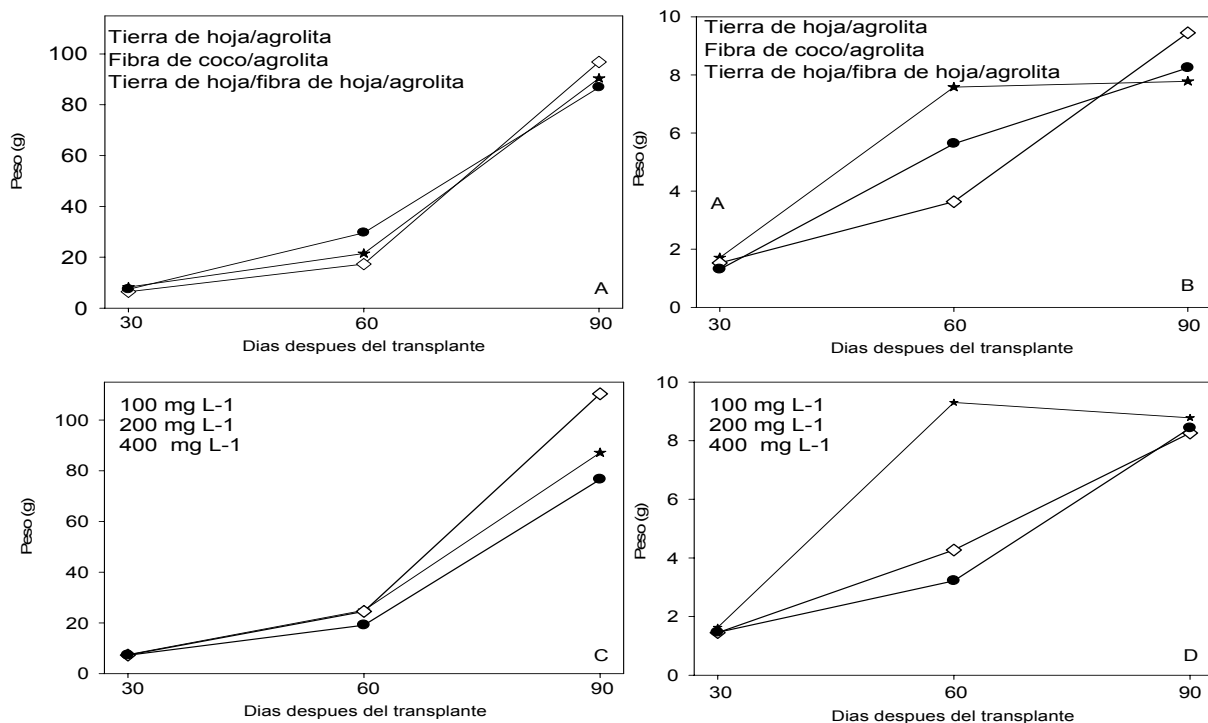 Tierra de hoja/agrolita
Fibra de coco/agrolita
Tierra de hoja/fibra de hoja/agrolita
100
80
60
40
20
0
Peso (g)
A
30 60 90
Dias despues del transplante
Tierra de hoja/agrolita
Fibra de coco/agrolita
Tierra de hoja/fibra de hoja/agrolita
10
8
6
4
2
0
Peso (g)
A
B
30 60 90
Dias despues del transplante
100 mg L-1
200 mg L-1
400 mg L-1
100
80
60
40
20
0
Peso (g)
C
30 60 90
Dias despues del transplante
100 mg L-1
200 mg L-1
400 mg L-1
10
8
6
4
2
0
Peso (g)
D
30 60 90
Dias despues del transplante